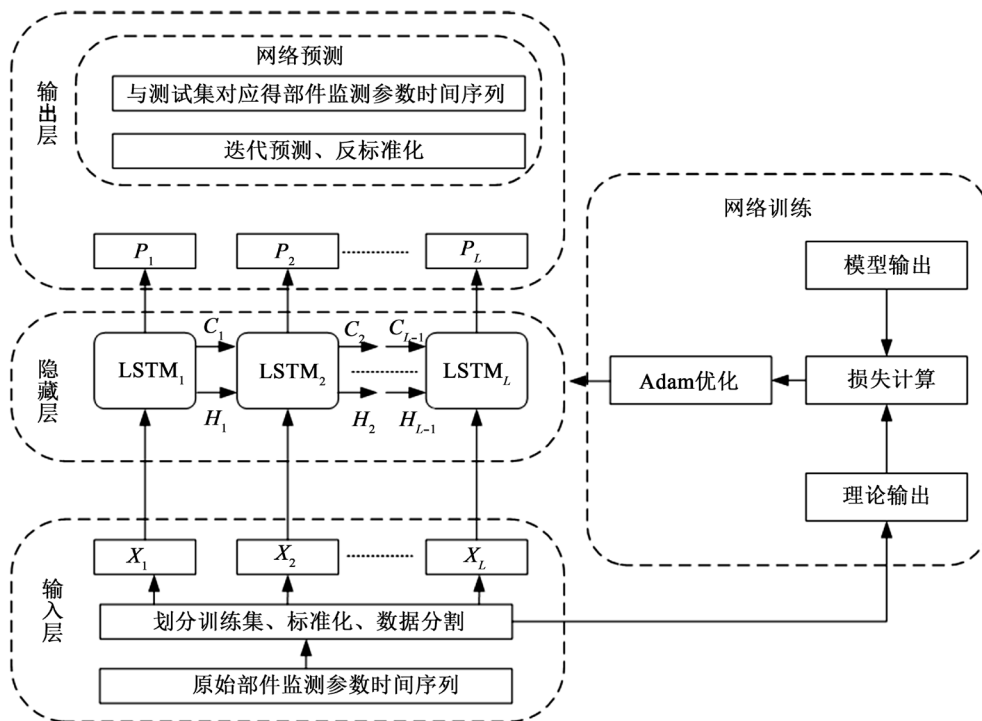 网络预测
输出层
与测试集对应得部件监测参数时间序列
迭代预测、反标准化
P₁ P₂ P_L
网络训练
模型输出
隐藏层
C₁ C₂ C_{L-1}
LSTM₁ LSTM₂ LSTM_L
H₁ H₂ H_{L-1}
Adam优化 损失计算
理论输出
输入层
X₁ X₂ X_L
划分训练集、标准化、数据分割
原始部件监测参数时间序列